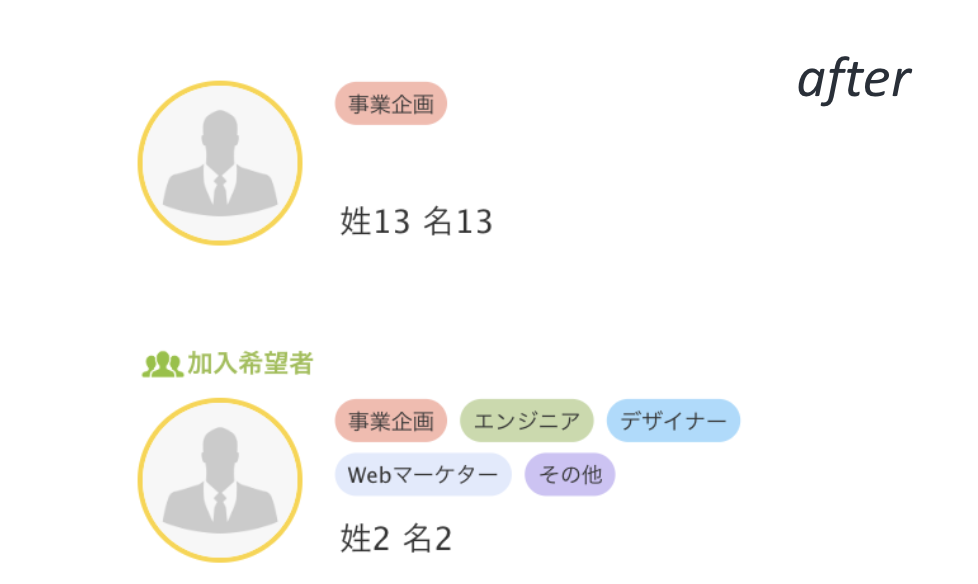 after
事業企画
姓13 名13
加入希望者
事業企画 エンジニア デザイナー
Webマーケター その他
姓2 名2